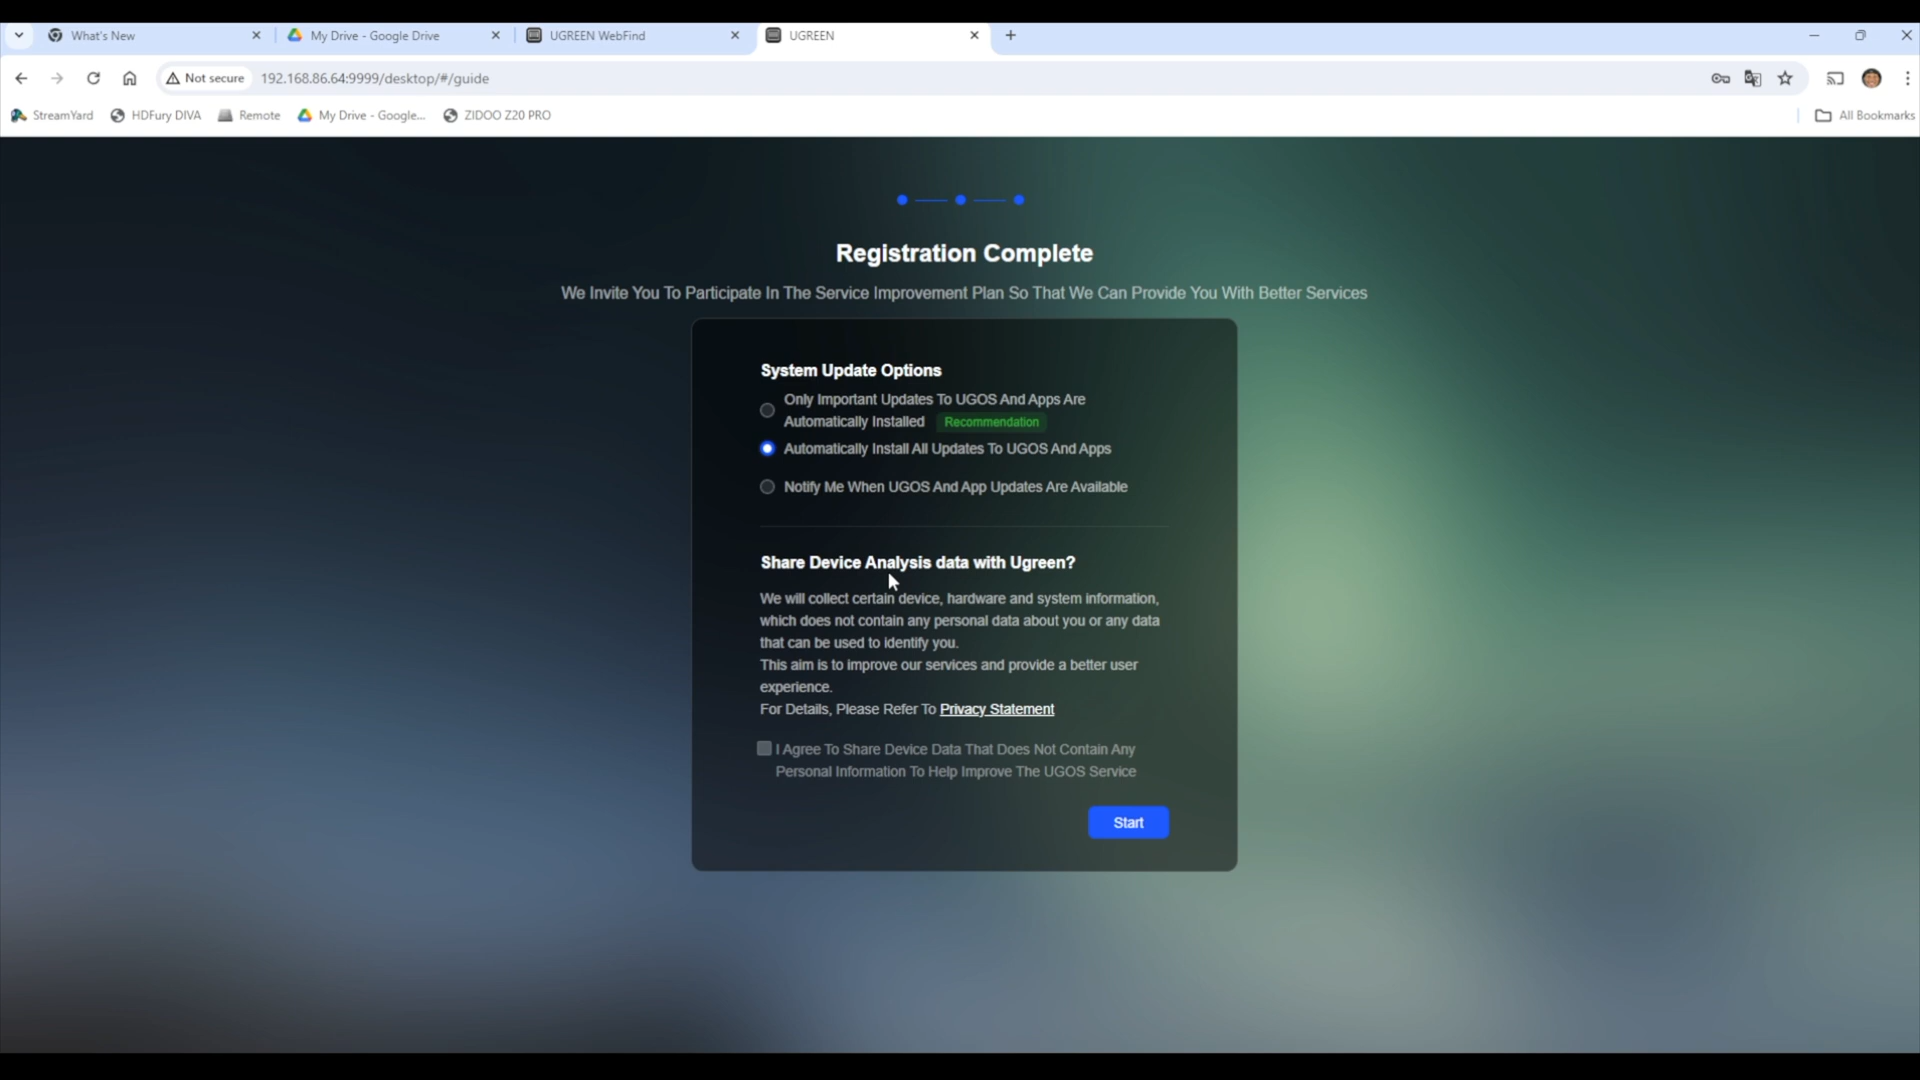 What's New
My Drive - Google Drive
UGREEN WebFind
UGREEN
Not secure
192.168.86.64:9999/desktop/#/guide
StreamYard
HDFury DIVA
Remote
My Drive - Google...
ZIDOO Z20 PRO
All Bookmarks
Registration Complete
We Invite You To Participate In The Service Improvement Plan So That We Can Provide You With Better Services
System Update Options
Only Important Updates To UGOS And Apps Are
Automatically Installed Recommendation
Automatically Install All Updates To UGOS And Apps
Notify Me When UGOS And App Updates Are Available
Share Device Analysis data with Ugreen?
We will collect certain device, hardware and system information,
which does not contain any personal data about you or any data
that can be used to identify you.
This aim is to improve our services and provide a better user
experience.
For Details, Please Refer To Privacy Statement
I Agree To Share Device Data That Does Not Contain Any
Personal Information To Help Improve The UGOS Service
Start